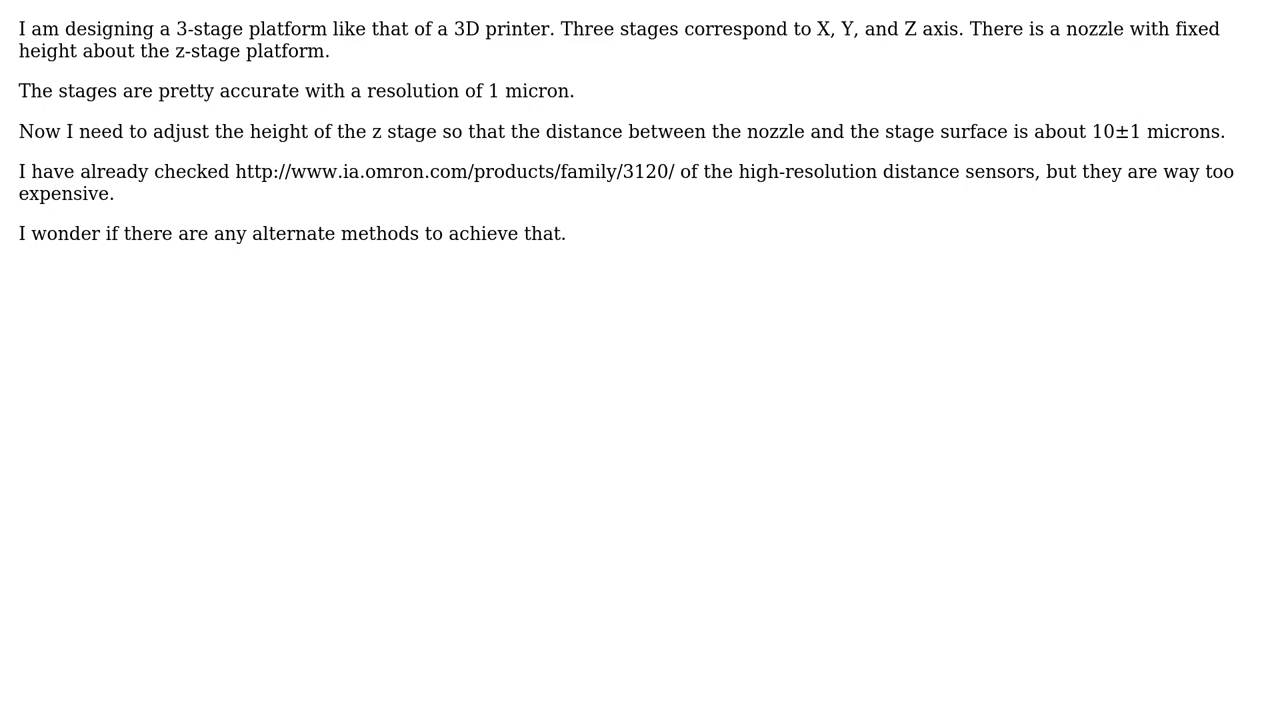 I am designing a 3-stage platform like that of a 3D printer. Three stages correspond to X, Y, and Z axis. There is a nozzle with fixed
height about the z-stage platform.
The stages are pretty accurate with a resolution of 1 micron.
Now I need to adjust the height of the z stage so that the distance between the nozzle and the stage surface is about 10±1 microns.
I have already checked http://www.ia.omron.com/products/family/3120/ of the high-resolution distance sensors, but they are way too
expensive.
I wonder if there are any alternate methods to achieve that.